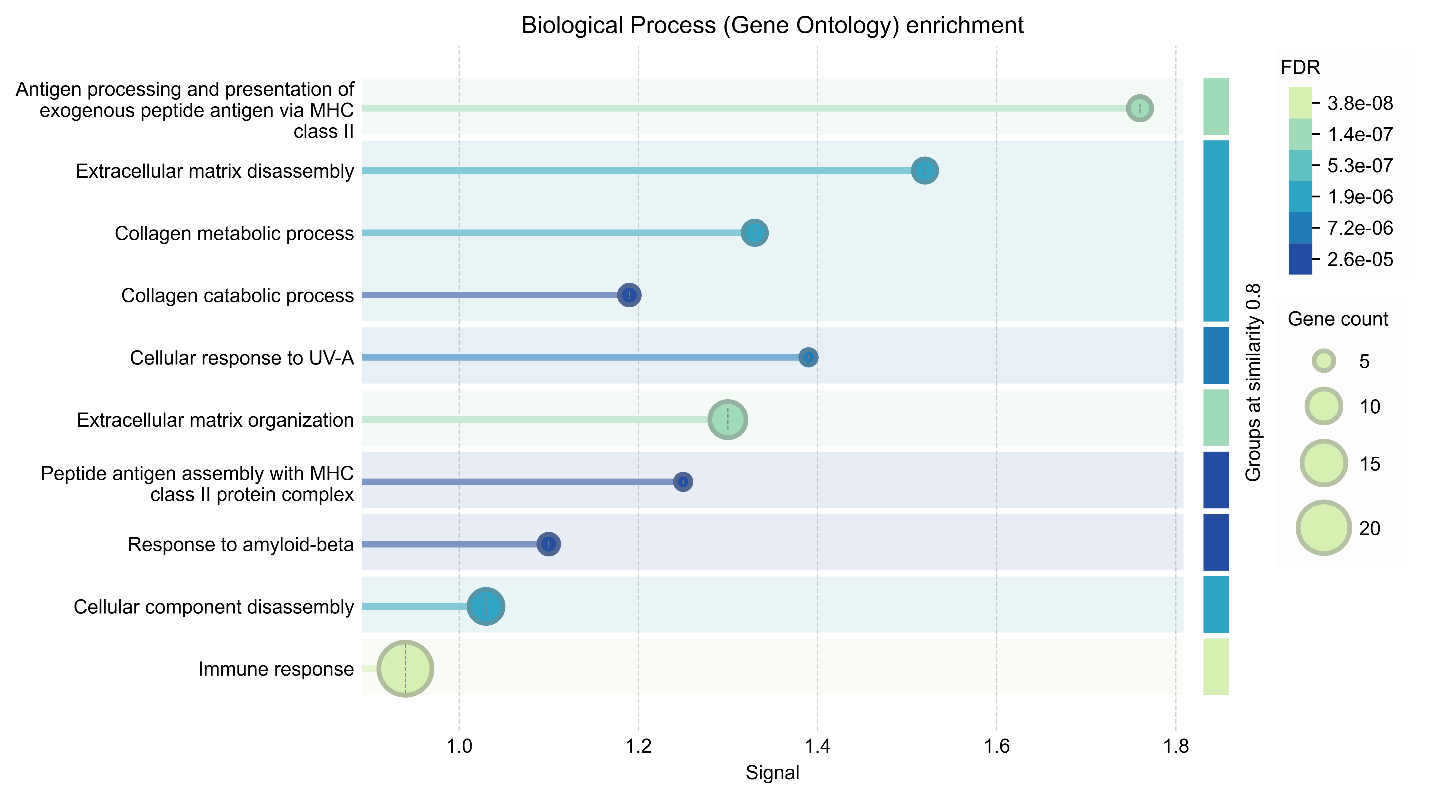 Biological Process (Gene Ontology) enrichment
Antigen processing and presentation of
exogenous peptide antigen via MHC
class II
Extracellular matrix disassembly
Collagen metabolic process
Collagen catabolic process
Cellular response to UV-A
Extracellular matrix organization
Peptide antigen assembly with MHC
class II protein complex
Response to amyloid-beta
Cellular component disassembly
Immune response
1.0
1.2
1.4
1.6
1.8
Signal
Groups at similarity 0.8
FDR
3.8e-08
1.4e-07
5.3e-07
1.9e-06
7.2e-06
2.6e-05
Gene count
5
10
15
20